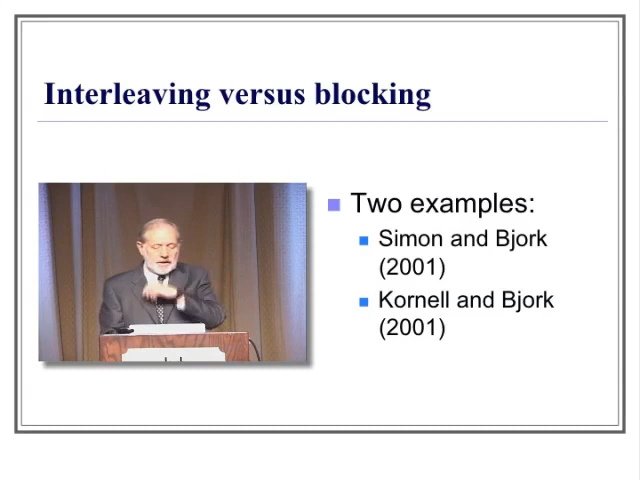 Interleaving versus blocking
Two examples:
Simon and Bjork
(2001)
Kornell and Bjork
(2001)